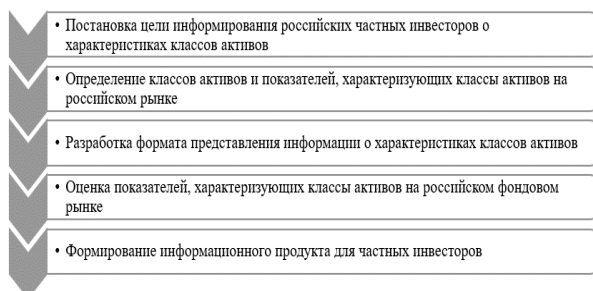 • Постановка цели информирования российских частных инвесторов о
характеристиках классов активов
• Определение классов активов и показателей, характеризующих классы активов на
российском рынке
• Разработка формата представления информации о характеристиках классов активов
• Оценка показателей, характеризующих классы активов на российском фондовом
рынке
• Формирование информационного продукта для частных инвесторов